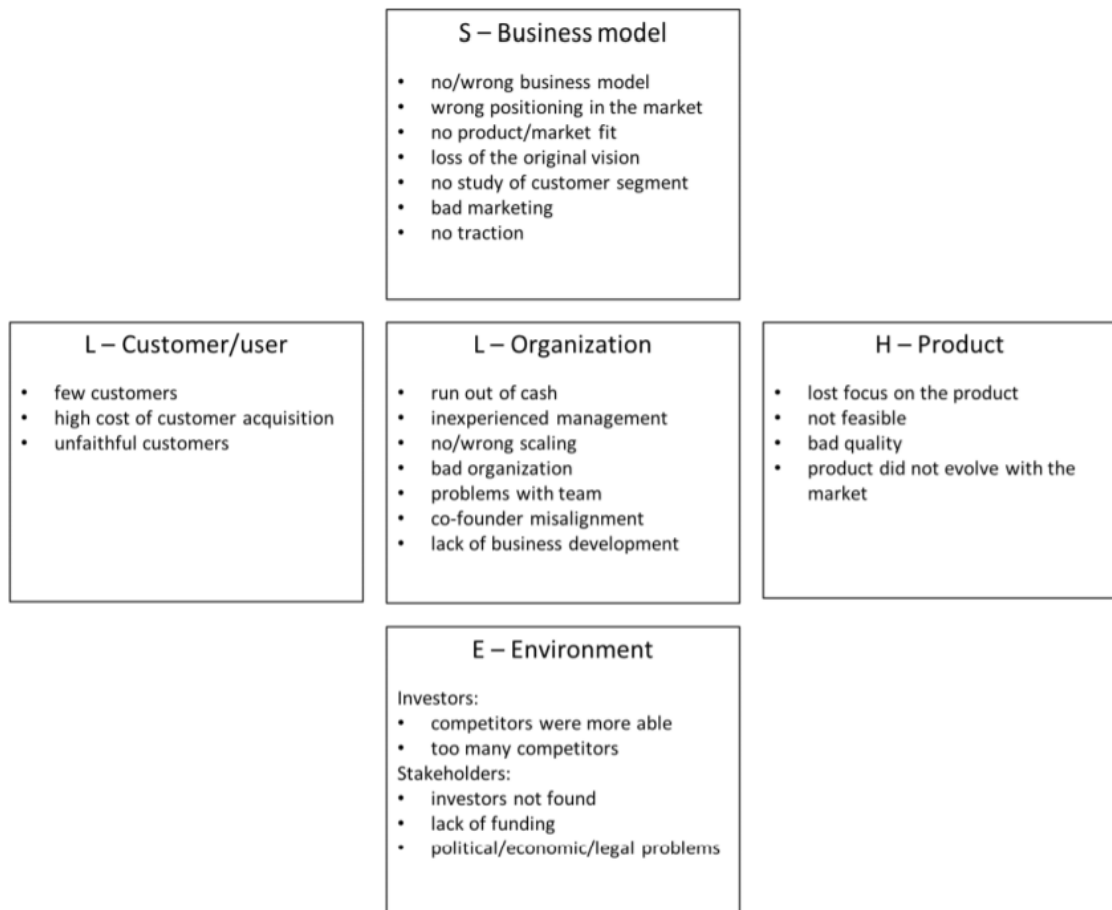 S – Business model
• no/wrong business model
• wrong positioning in the market
• no product/market fit
• loss of the original vision
• no study of customer segment
• bad marketing
• no traction
L – Customer/user
• few customers
• high cost of customer acquisition
• unfaithful customers
L – Organization
• run out of cash
• inexperienced management
• no/wrong scaling
• bad organization
• problems with team
• co-founder misalignment
• lack of business development
H – Product
• lost focus on the product
• not feasible
• bad quality
• product did not evolve with the
market
E – Environment
Investors:
• competitors were more able
• too many competitors
Stakeholders:
• investors not found
• lack of funding
• political/economic/legal problems